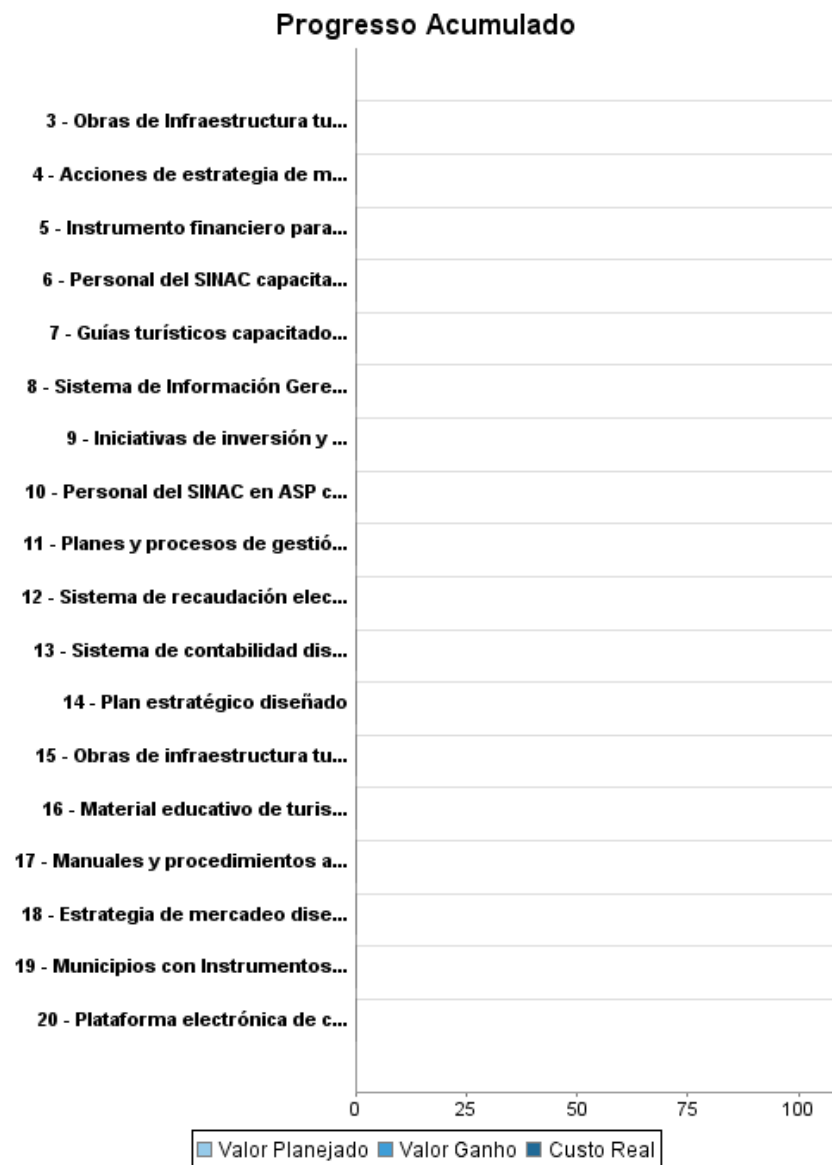 Progresso Acumulado
3 - Obras de Infraestructura tu...
4 - Acciones de estrategia de m...
5 - Instrumento financiero para...
6 - Personal del SINAC capacita...
7 - Guías turísticos capacitado...
8 - Sistema de Información Gere...
9 - Iniciativas de inversión y ...
10 - Personal del SINAC en ASP c...
11 - Planes y procesos de gestió...
12 - Sistema de recaudación elec...
13 - Sistema de contabilidad dis...
14 - Plan estratégico diseñado
15 - Obras de infraestructura tu...
16 - Material educativo de turis...
17 - Manuales y procedimientos a...
18 - Estrategia de mercadeo dise...
19 - Municipios con Instrumentos...
20 - Plataforma electrónica de c...
0 25 50 75 100
Valor Planejado Valor Ganho Custo Real